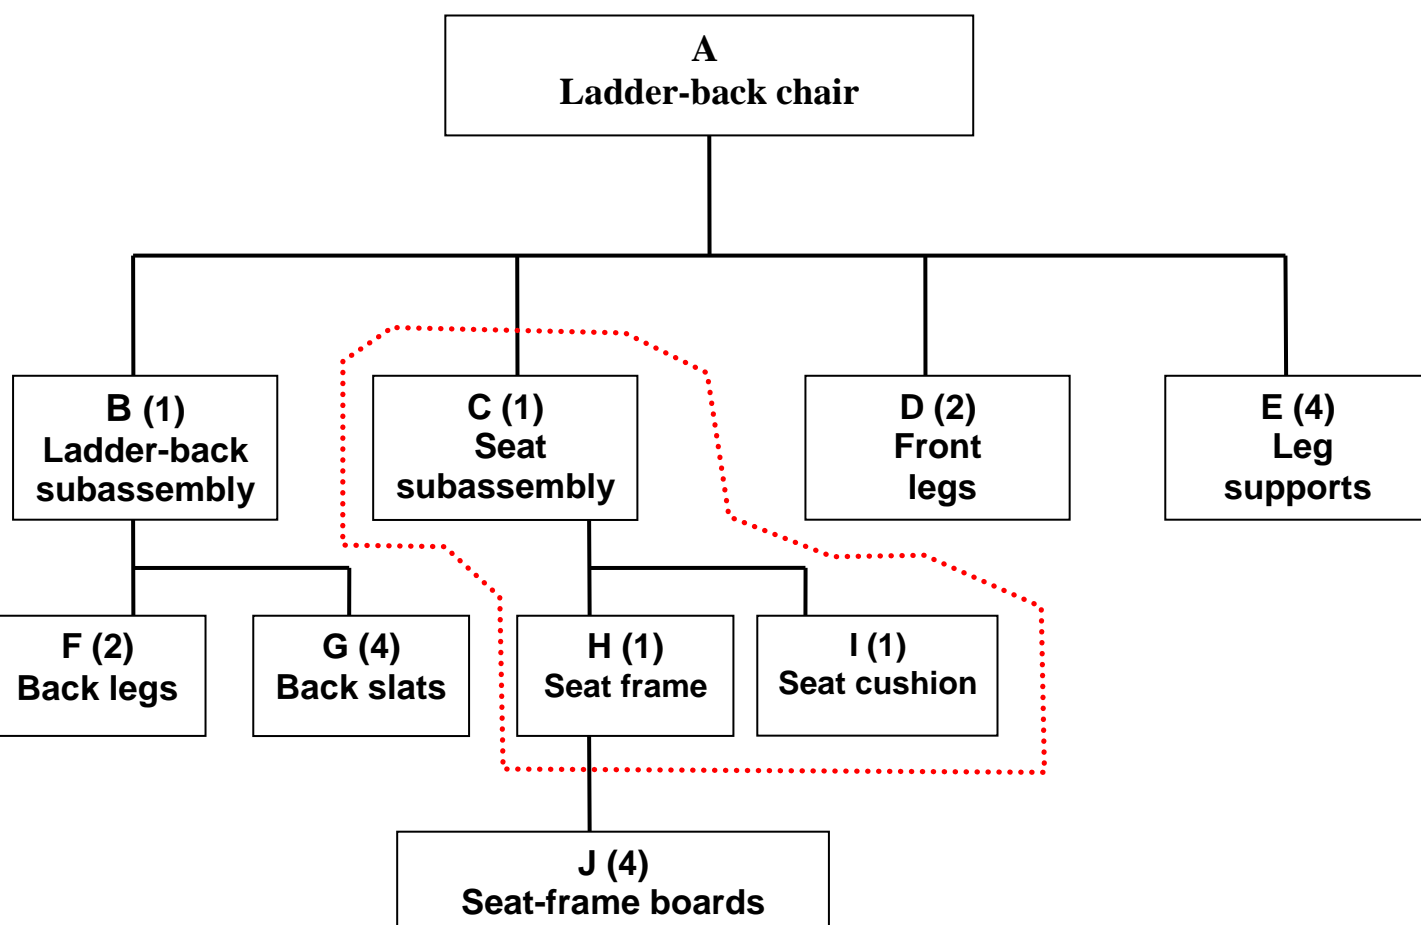 A
Ladder-back chair
B (1)
Ladder-back
subassembly
C (1)
Seat
subassembly
D (2)
Front
legs
E (4)
Leg
supports
F (2)
Back legs
G (4)
Back slats
H (1)
Seat frame
I (1)
Seat cushion
J (4)
Seat-frame boards